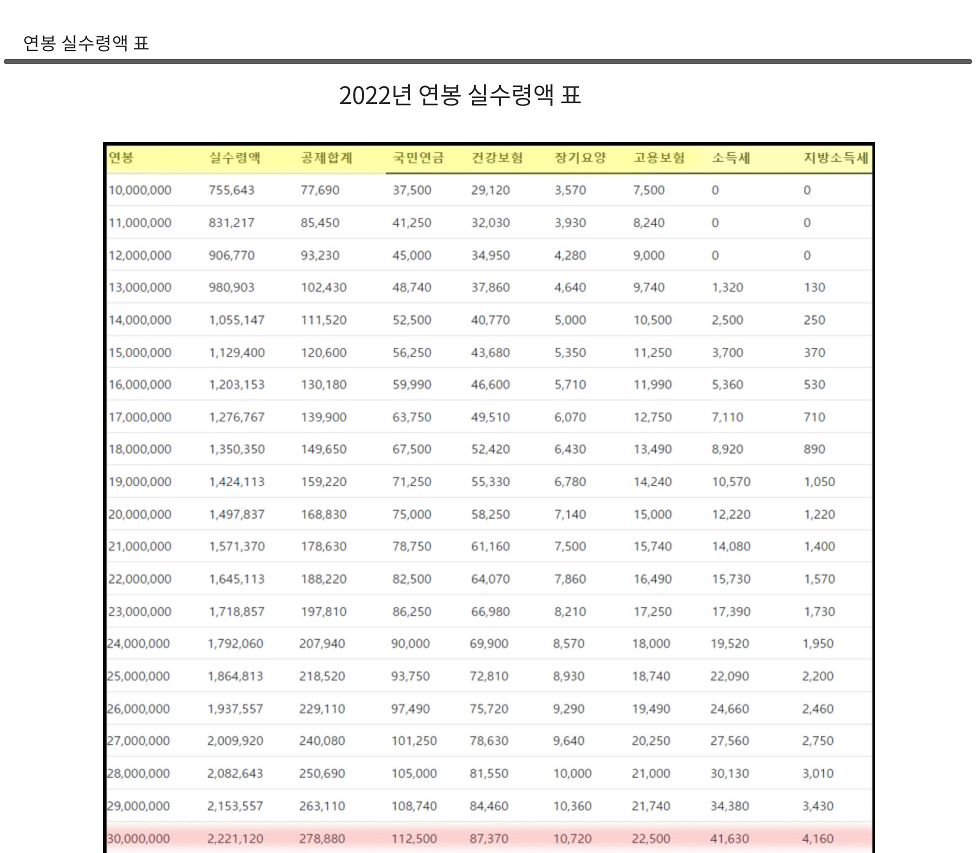 연봉 실수령액 표
2022년 연봉 실수령액 표
연봉 실수령액 공제합계 국민연금 건강보험 장기요양 고용보험 소득세 지방소득세
10,000,000 755,643 77,690 37,500 29,120 3,570 7,500 0 0
11,000,000 831,217 85,450 41,250 32,030 3,930 8,240 0 0
12,000,000 906,770 93,230 45,000 34,950 4,280 9,000 0 0
13,000,000 980,903 102,430 48,740 37,860 4,640 9,740 1,320 130
14,000,000 1,055,147 111,520 52,500 40,770 5,000 10,500 2,500 250
15,000,000 1,129,400 120,600 56,250 43,680 5,350 11,250 3,700 370
16,000,000 1,203,153 130,180 59,990 46,600 5,710 11,990 5,360 530
17,000,000 1,276,767 139,900 63,750 49,510 6,070 12,750 7,110 710
18,000,000 1,350,350 149,650 67,500 52,420 6,430 13,490 8,920 890
19,000,000 1,424,113 159,220 71,250 55,330 6,780 14,240 10,570 1,050
20,000,000 1,497,837 168,830 75,000 58,250 7,140 15,000 12,220 1,220
21,000,000 1,571,370 178,630 78,750 61,160 7,500 15,740 14,080 1,400
22,000,000 1,645,113 188,220 82,500 64,070 7,860 16,490 15,730 1,570
23,000,000 1,718,857 197,810 86,250 66,980 8,210 17,250 17,390 1,730
24,000,000 1,792,060 207,940 90,000 69,900 8,570 18,000 19,520 1,950
25,000,000 1,864,813 218,520 93,750 72,810 8,930 18,740 22,090 2,200
26,000,000 1,937,557 229,110 97,490 75,720 9,290 19,490 24,660 2,460
27,000,000 2,009,920 240,080 101,250 78,630 9,640 20,250 27,560 2,750
28,000,000 2,082,643 250,690 105,000 81,550 10,000 21,000 30,130 3,010
29,000,000 2,153,557 263,110 108,740 84,460 10,360 21,740 34,380 3,430
30,000,000 2,221,120 278,880 112,500 87,370 10,720 22,500 41,630 4,160